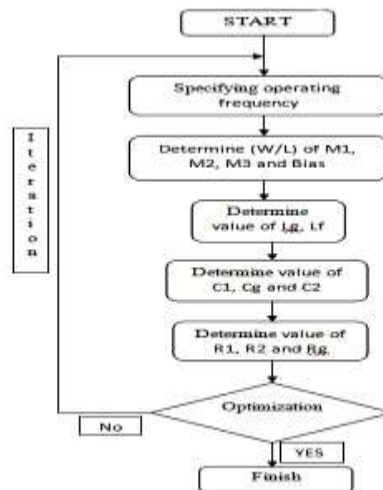 START
Specifying operating
frequency
Determine (W/L) of M1,
M2, M3 and Bias
Determine
value of Lg, Lf
Determine value of
C1, Cg and C2
Determine value of
R1, R2 and Rg
Optimization
No
YES
Finish
Iteration